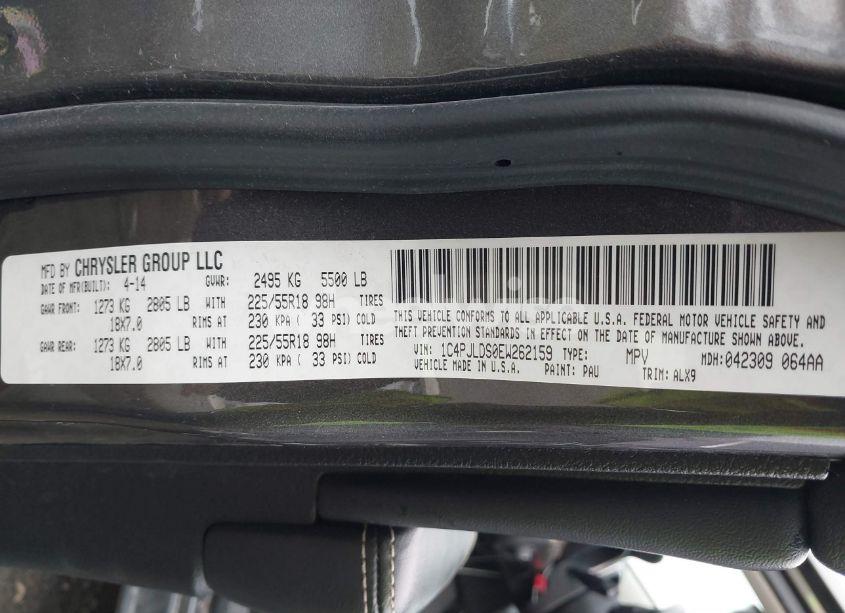 MFD BY CHRYSLER GROUP LLC
DATE OF MFR(BUILT): 4-14 GVWR: 2495 KG 5500 LB
GAWR FRONT: 1273 KG 2805 LB WITH 225/55R18 98H TIRES
18X7.0 RIMS AT 230 KPA ( 33 PSI) COLD
GAWR REAR: 1273 KG 2805 LB WITH 225/55R18 98H TIRES
18X7.0 RIMS AT 230 KPA ( 33 PSI) COLD
THIS VEHICLE CONFORMS TO ALL APPLICABLE U.S.A. FEDERAL MOTOR VEHICLE SAFETY AND
THEFT PREVENTION STANDARDS IN EFFECT ON THE DATE OF MANUFACTURE SHOWN ABOVE.
VIN: 1C4PJLDS0EW262159 TYPE: MPV MDH: 042309 064AA
VEHICLE MADE IN U.S.A. PAINT: PAU TRIM: ALX9